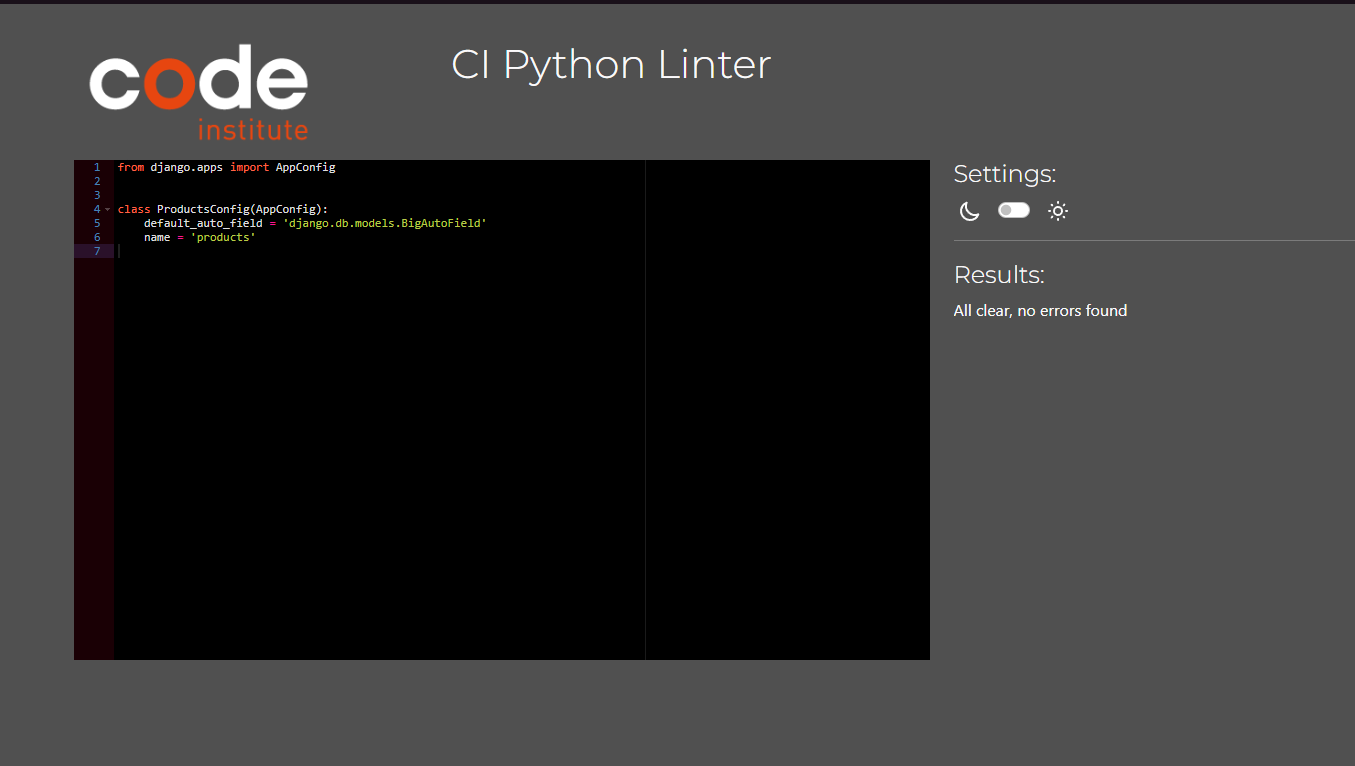 code
institute
CI Python Linter
1 from django.apps import AppConfig
2
3
4 class ProductsConfig(AppConfig):
5     default_auto_field = 'django.db.models.BigAutoField'
6     name = 'products'
7
Settings:
Results:
All clear, no errors found